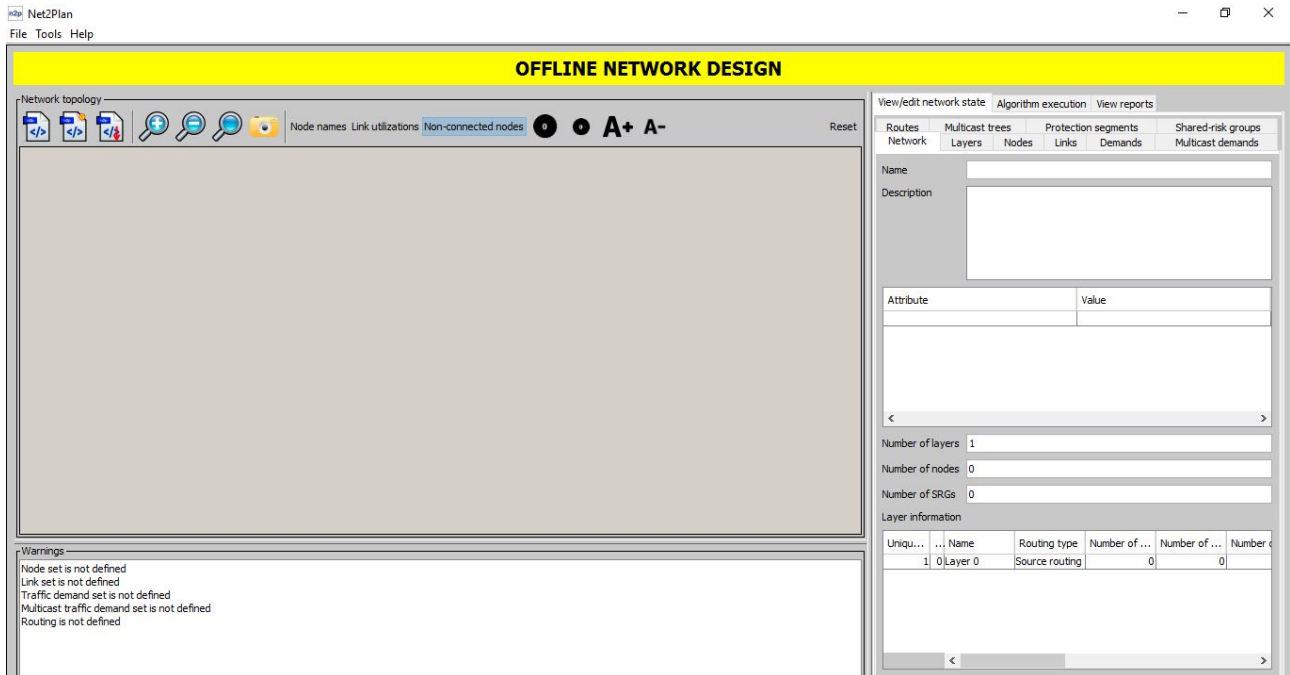 n2p Net2Plan
File Tools Help
OFFLINE NETWORK DESIGN
Network topology
Node names Link utilizations Non-connected nodes A+ A- Reset
View/edit network state Algorithm execution View reports
Routes Multicast trees Protection segments Shared-risk groups
Network Layers Nodes Links Demands Multicast demands
Name
Description
Attribute Value
Number of layers 1
Number of nodes 0
Number of SRGs 0
Layer information
Uniqu... ... Name Routing type Number of ... Number of ... Number
1 0 Layer 0 Source routing 0 0
Warnings
Node set is not defined
Link set is not defined
Traffic demand set is not defined
Multicast traffic demand set is not defined
Routing is not defined